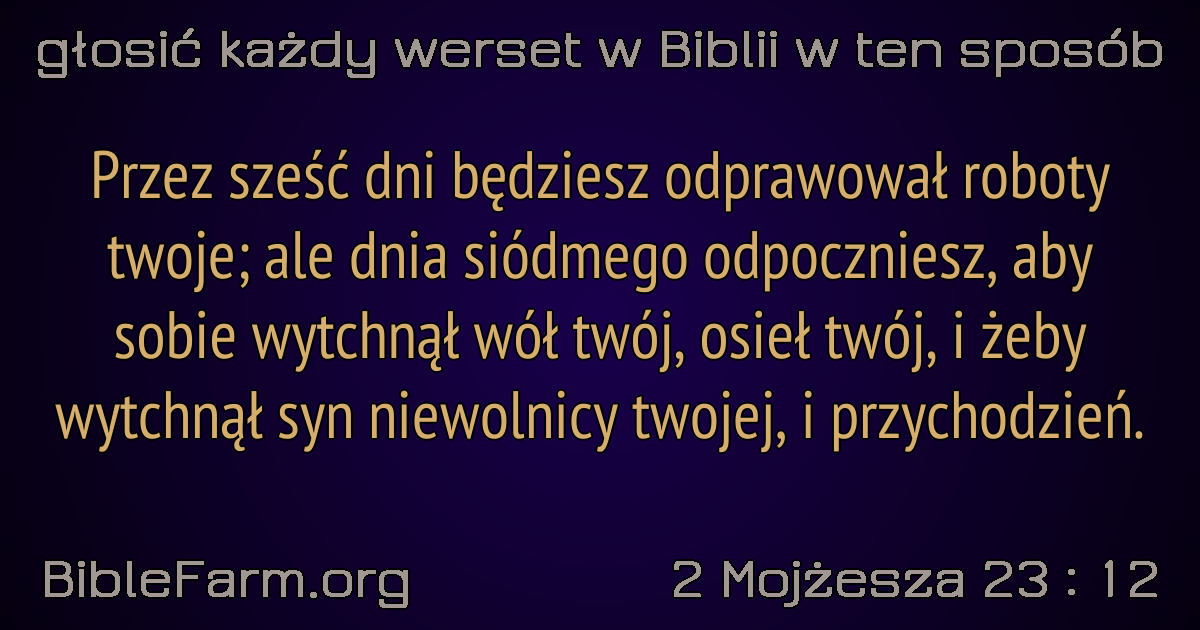 głosić każdy werset w Biblii w ten sposób
Przez sześć dni będziesz odprawował roboty
twoje; ale dnia siódmego odpoczniesz, aby
sobie wytchnął wół twój, osieł twój, i żeby
wytchnął syn niewolnicy twojej, i przychodzień.
BibleFarm.org
2 Mojżesza 23 : 12